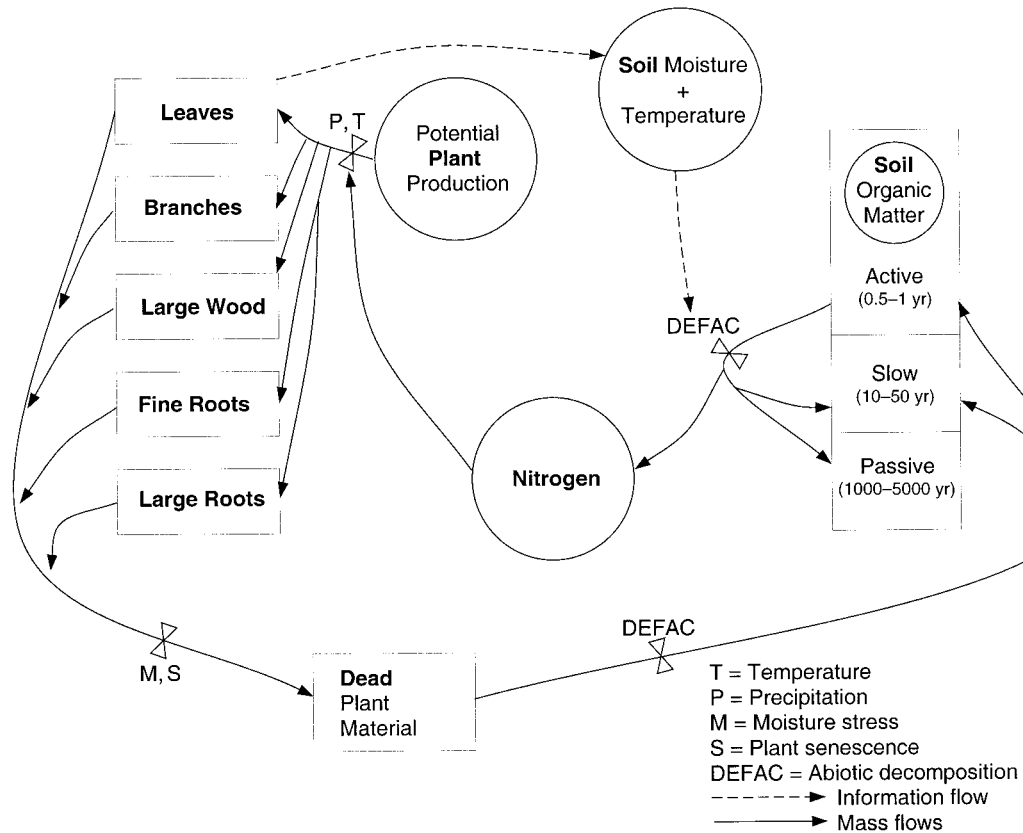 Soil Moisture
+
Temperature
Leaves
P, T
Potential
Plant
Production
Soil
Organic
Matter
Branches
Active
(0.5–1 yr)
Large Wood
DEFAC
Slow
(10–50 yr)
Fine Roots
Passive
(1000–5000 yr)
Nitrogen
Large Roots
DEFAC
M, S
Dead
Plant
Material
T = Temperature
P = Precipitation
M = Moisture stress
S = Plant senescence
DEFAC = Abiotic decomposition
Information flow
Mass flows